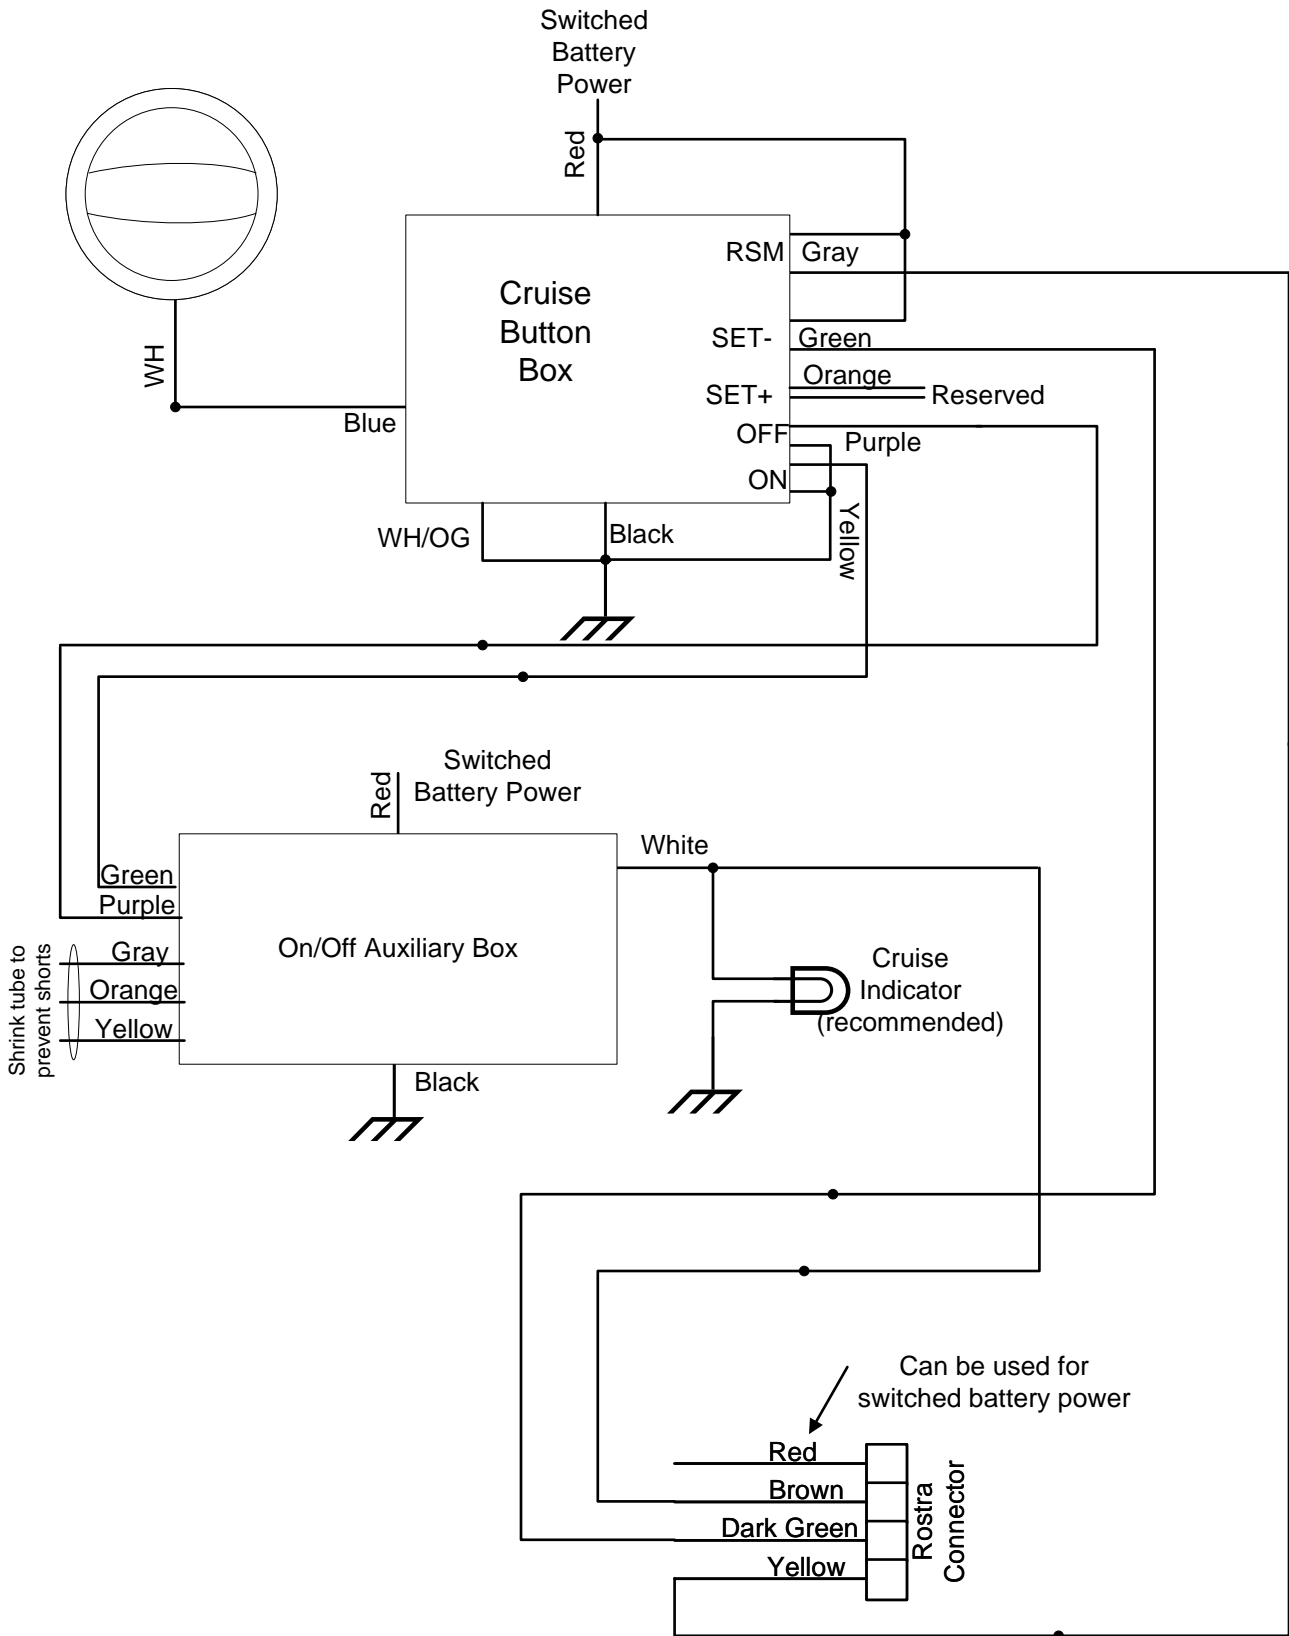 Switched
Battery
Power
Red
RSM
Gray
Cruise
Button
Box
SET-
Green
Orange
SET+
Reserved
OFF
Purple
ON
Yellow
WH
Blue
WH/OG
Black
Switched
Battery Power
Red
White
Green
Purple
Gray
Orange
Yellow
Shrink tube to
prevent shorts
On/Off Auxiliary Box
Cruise
Indicator
(recommended)
Black
Can be used for
switched battery power
Red
Brown
Dark Green
Yellow
Rostra
Connector